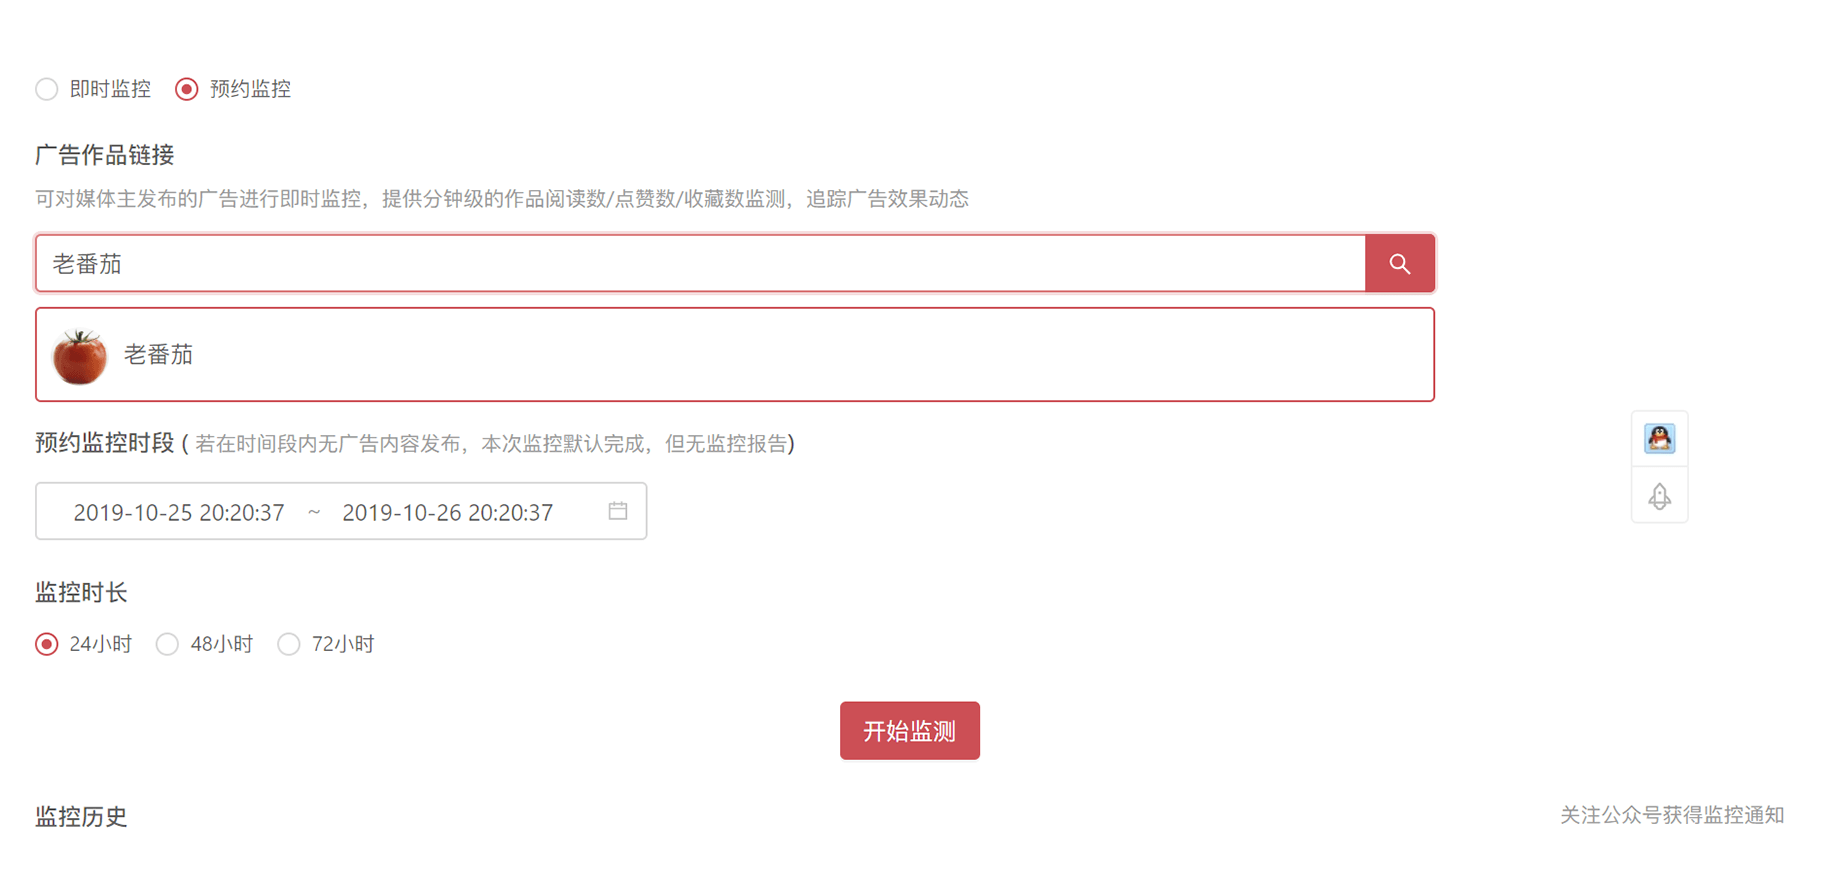 即时监控 预约监控
广告作品链接
可对媒体主发布的广告进行即时监控，提供分钟级的作品阅读数/点赞数/收藏数监测，追踪广告效果动态
老番茄
老番茄
预约监控时段 ( 若在时间段内无广告内容发布，本次监控默认完成，但无监控报告)
2019-10-25 20:20:37 ~ 2019-10-26 20:20:37
监控时长
24小时 48小时 72小时
开始监测
监控历史 关注公众号获得监控通知